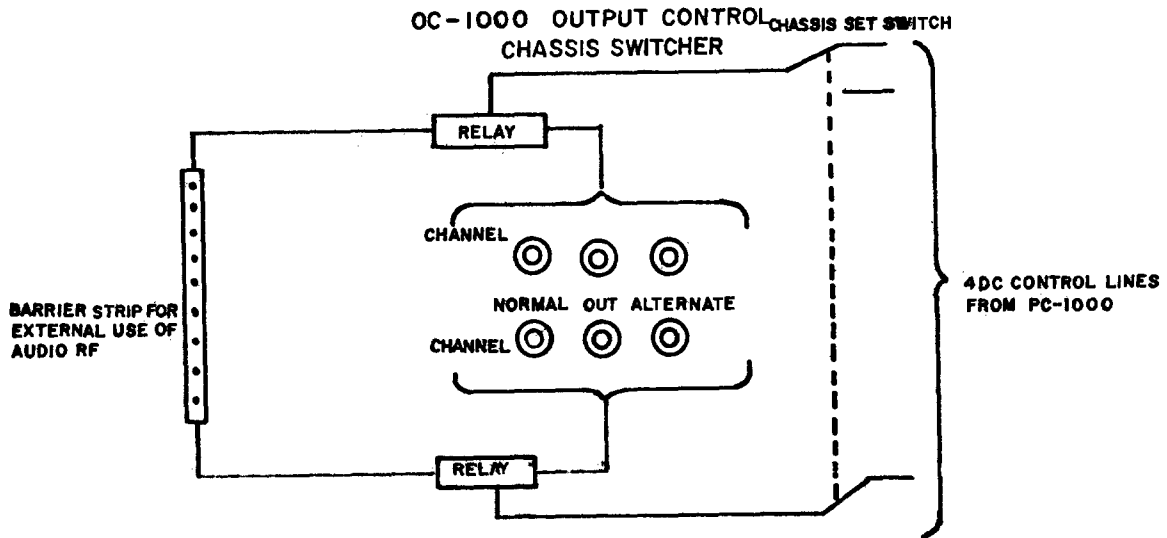 OC-1000 OUTPUT CONTROL
CHASSIS SWITCHER
CHASSIS SET SWITCH
RELAY
CHANNEL
NORMAL OUT ALTERNATE
CHANNEL
BARRIER STRIP FOR
EXTERNAL USE OF
AUDIO RF
4DC CONTROL LINES
FROM PC-1000
RELAY